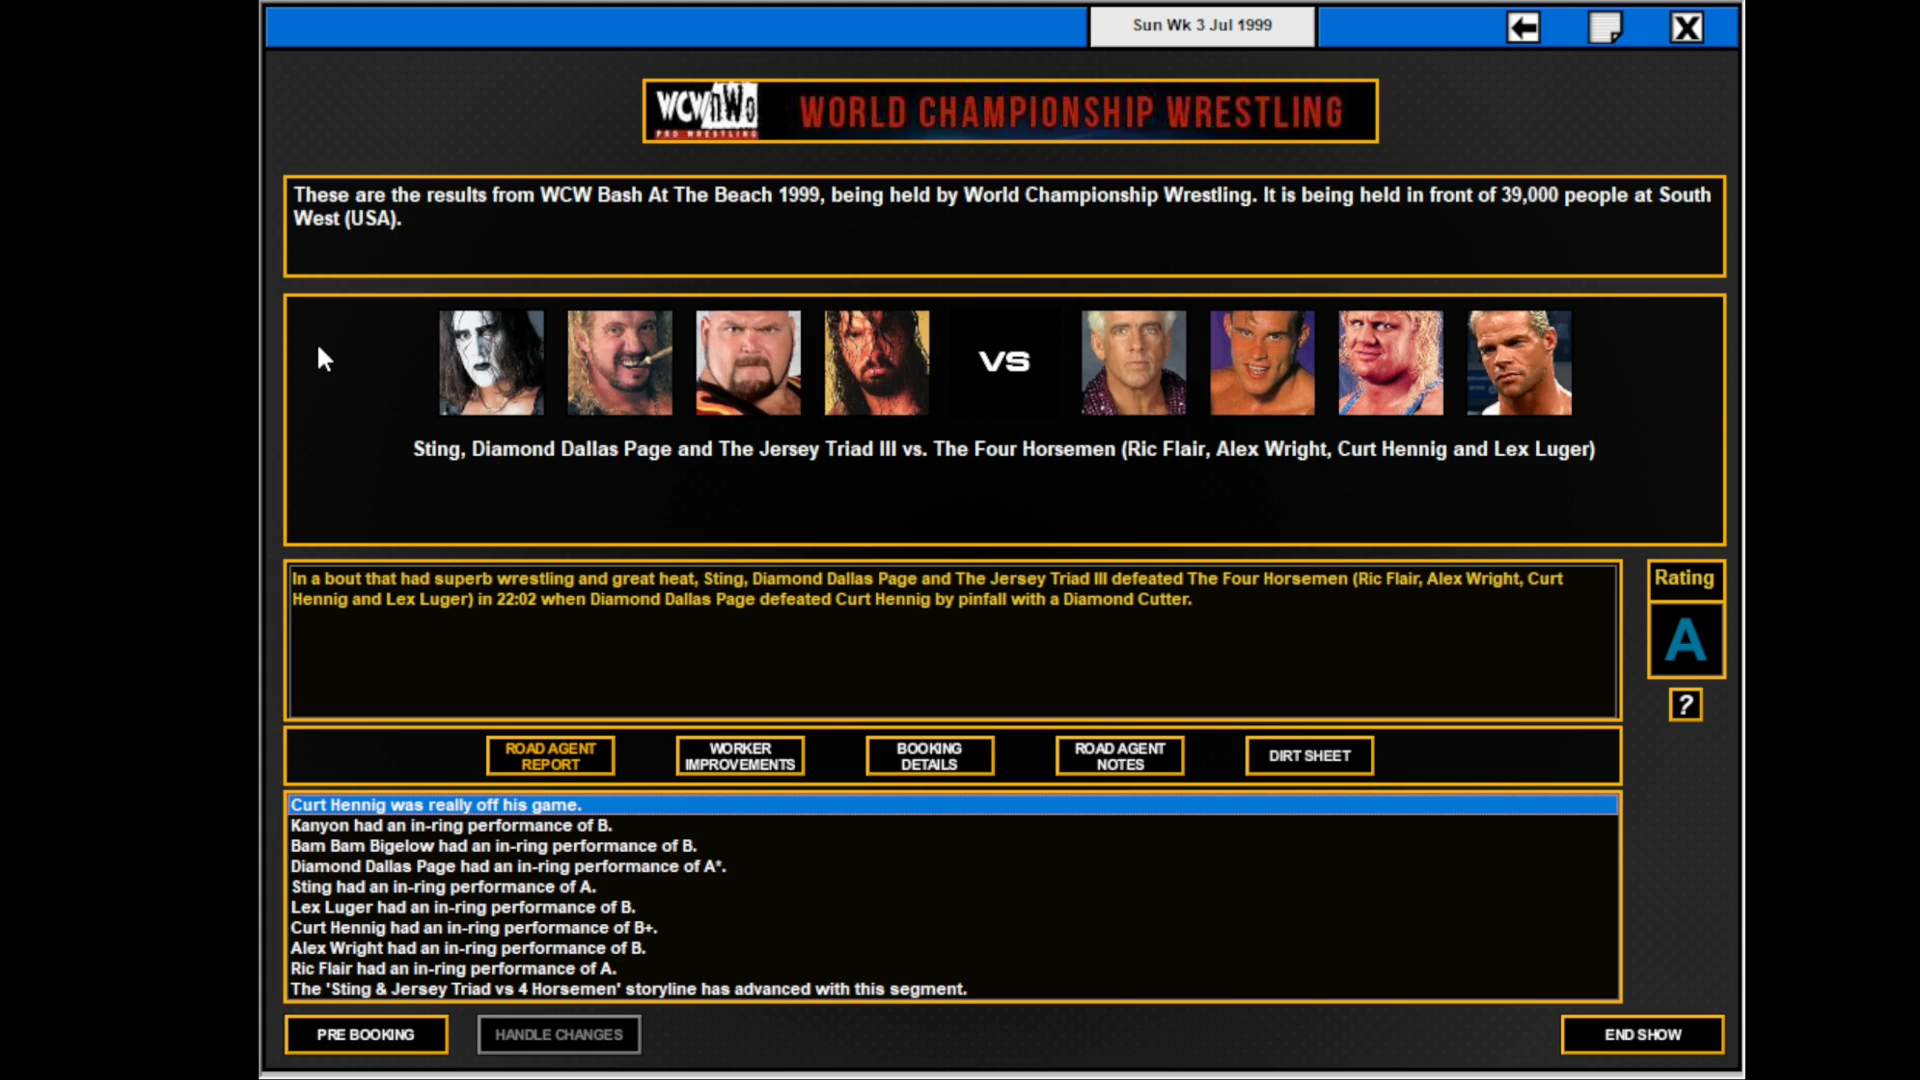 Sun Wk 3 Jul 1999
WCW nWo
PRO WRESTLING
WORLD CHAMPIONSHIP WRESTLING
These are the results from WCW Bash At The Beach 1999, being held by World Championship Wrestling. It is being held in front of 39,000 people at South
West (USA).
VS
Sting, Diamond Dallas Page and The Jersey Triad III vs. The Four Horsemen (Ric Flair, Alex Wright, Curt Hennig and Lex Luger)
In a bout that had superb wrestling and great heat, Sting, Diamond Dallas Page and The Jersey Triad III defeated The Four Horsemen (Ric Flair, Alex Wright, Curt
Hennig and Lex Luger) in 22:02 when Diamond Dallas Page defeated Curt Hennig by pinfall with a Diamond Cutter.
Rating
A
?
ROAD AGENT
REPORT
WORKER
IMPROVEMENTS
BOOKING
DETAILS
ROAD AGENT
NOTES
DIRT SHEET
Curt Hennig was really off his game.
Kanyon had an in-ring performance of B.
Bam Bam Bigelow had an in-ring performance of B.
Diamond Dallas Page had an in-ring performance of A*.
Sting had an in-ring performance of A.
Lex Luger had an in-ring performance of B.
Curt Hennig had an in-ring performance of B+.
Alex Wright had an in-ring performance of B.
Ric Flair had an in-ring performance of A.
The 'Sting & Jersey Triad vs 4 Horsemen' storyline has advanced with this segment.
PRE BOOKING
HANDLE CHANGES
END SHOW